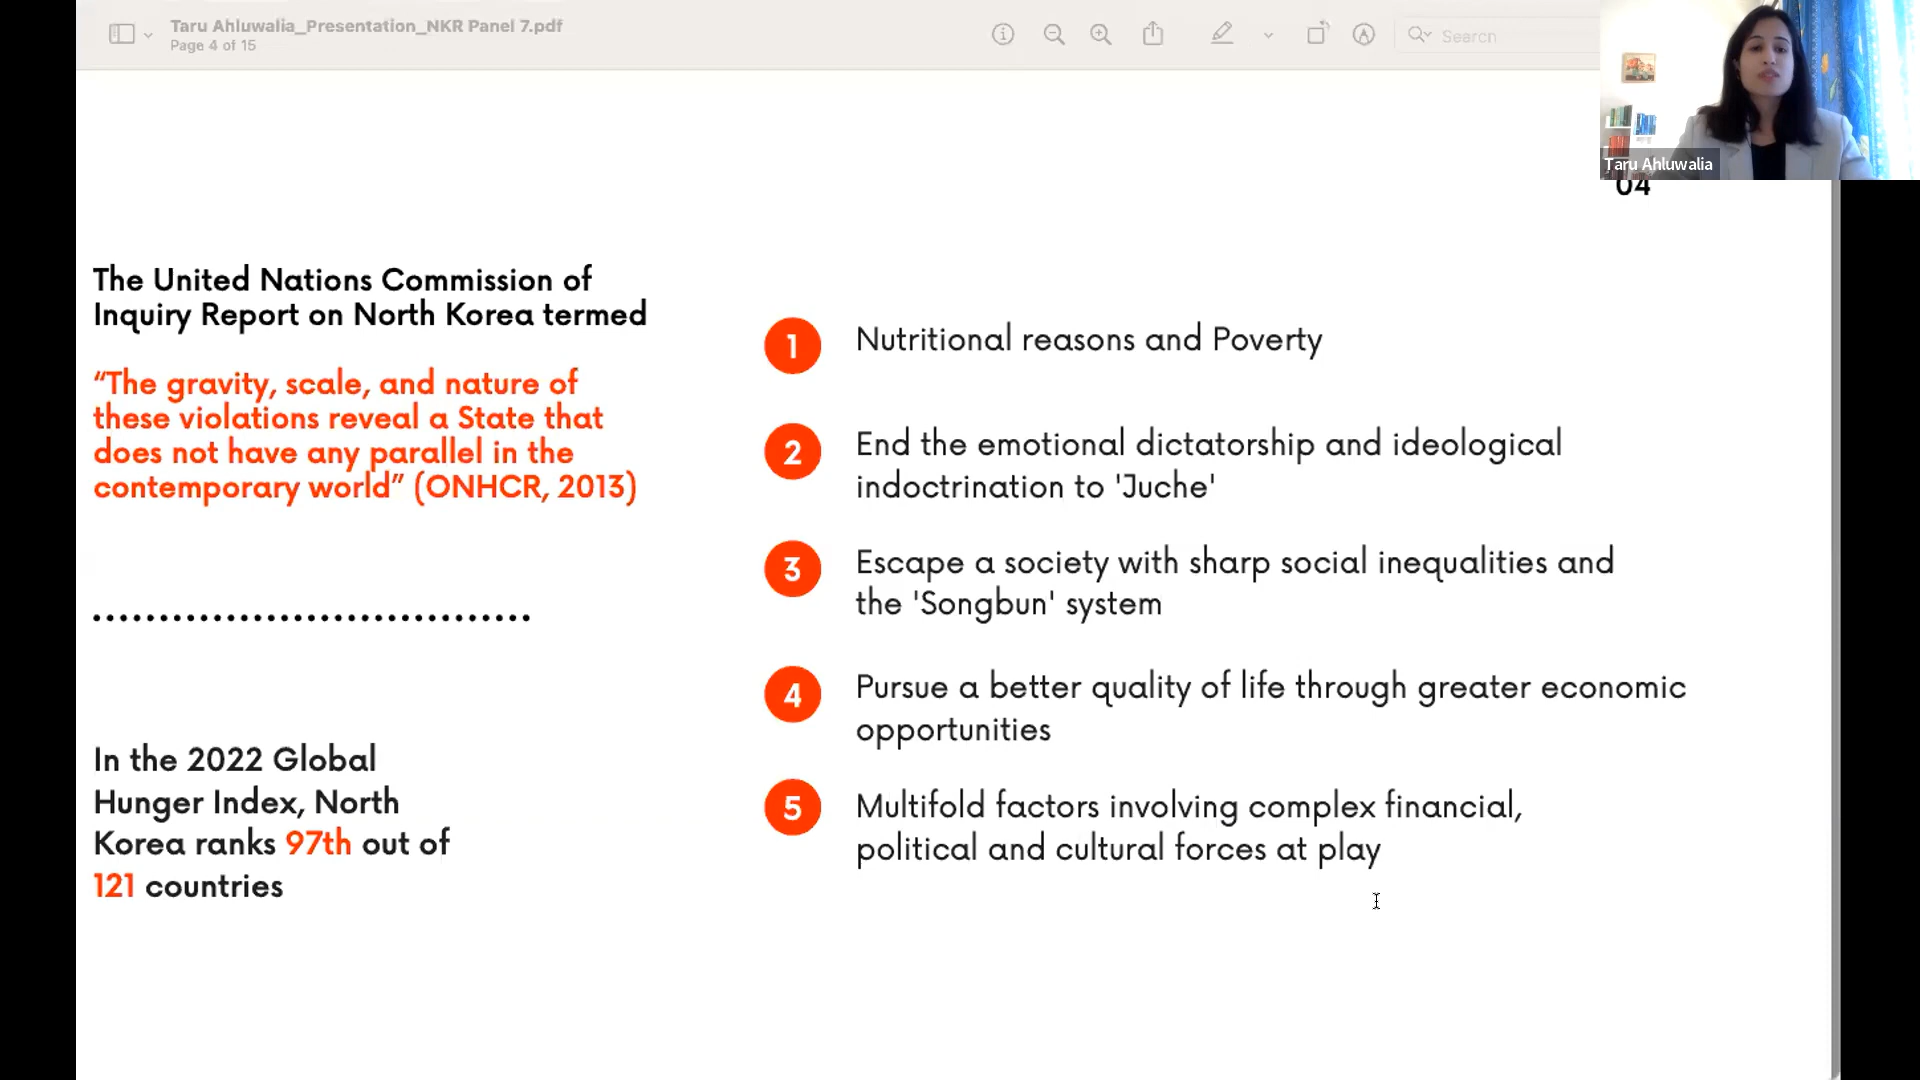 Taru Ahluwalia_Presentation_NKR Panel 7.pdf
Page 4 of 15
Search
Taru Ahluwalia
04
The United Nations Commission of
Inquiry Report on North Korea termed
“The gravity, scale, and nature of
these violations reveal a State that
does not have any parallel in the
contemporary world” (ONHCR, 2013)
In the 2022 Global
Hunger Index, North
Korea ranks 97th out of
121 countries
1 Nutritional reasons and Poverty
2 End the emotional dictatorship and ideological
indoctrination to 'Juche'
3 Escape a society with sharp social inequalities and
the 'Songbun' system
4 Pursue a better quality of life through greater economic
opportunities
5 Multifold factors involving complex financial,
political and cultural forces at play